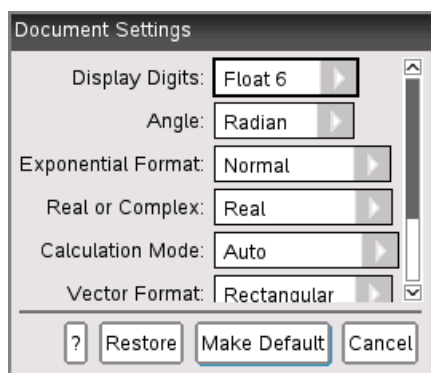 Document Settings
Display Digits: Float 6
Angle: Radian
Exponential Format: Normal
Real or Complex: Real
Calculation Mode: Auto
Vector Format: Rectangular
? Restore Make Default Cancel